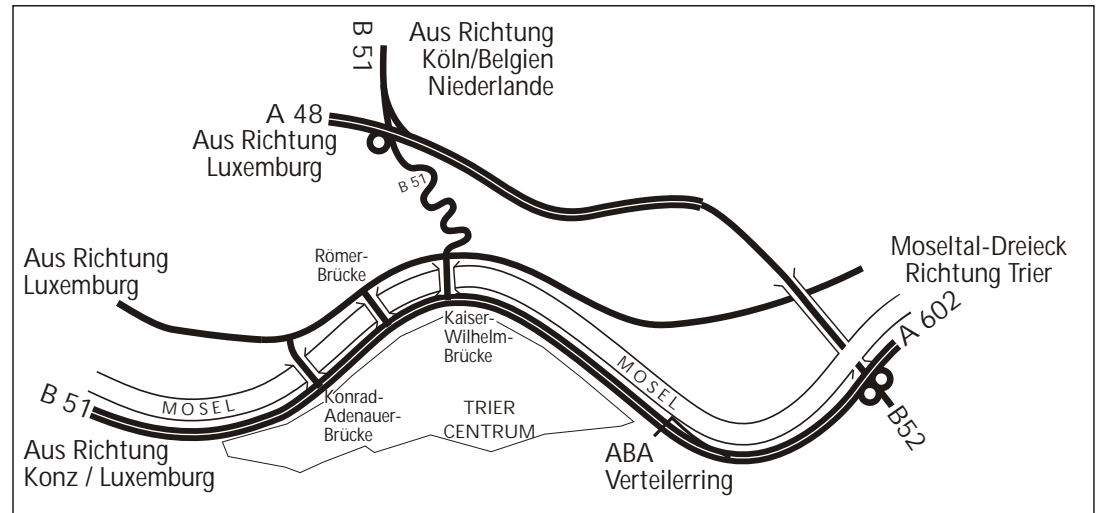 B 51
Aus Richtung
Köln/Belgien
Niederlande
A 48
Aus Richtung
Luxemburg
B 51
Aus Richtung
Luxemburg
Römer-
Brücke
Moseltal-Dreieck
Richtung Trier
A 602
Kaiser-
Wilhelm-
Brücke
MOSEL
B 51
MOSEL
Konrad-
Adenauer-
Brücke
TRIER
CENTRUM
B52
Aus Richtung
Konz / Luxemburg
ABA
Verteilerring